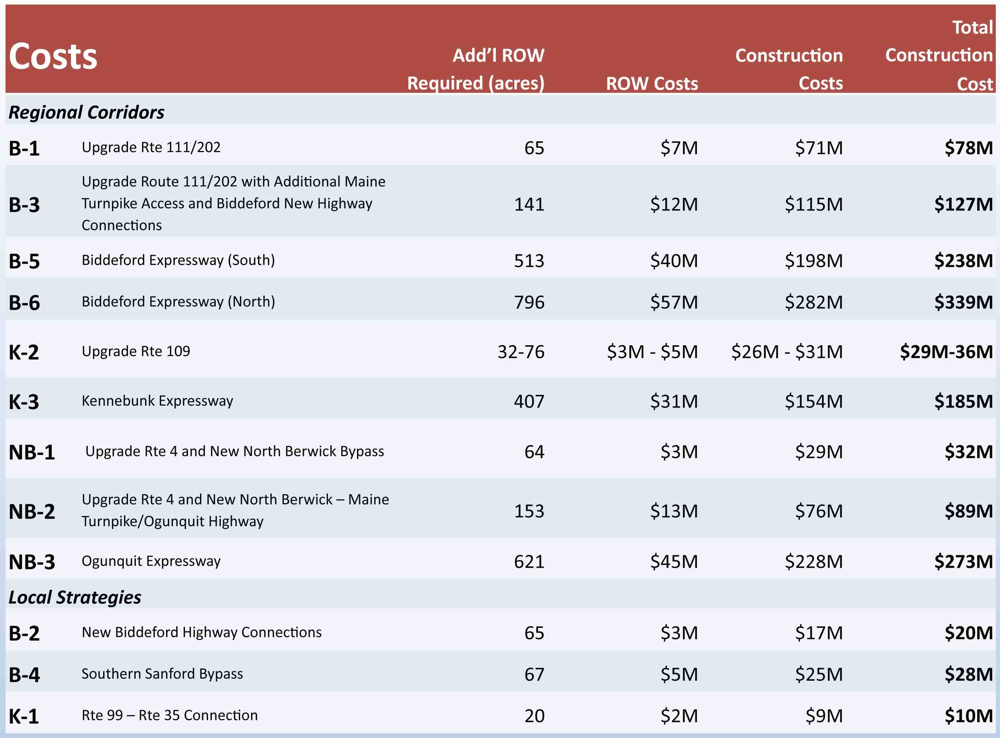 Costs
Add’l ROW Required (acres)
ROW Costs
Construction Costs
Total Construction Cost
Regional Corridors
B-1 Upgrade Rte 111/202 65 $7M $71M $78M
B-3 Upgrade Route 111/202 with Additional Maine
Turnpike Access and Biddeford New Highway
Connections
141 $12M $115M $127M
B-5 Biddeford Expressway (South) 513 $40M $198M $238M
B-6 Biddeford Expressway (North) 796 $57M $282M $339M
K-2 Upgrade Rte 109 32-76 $3M - $5M $26M - $31M $29M-36M
K-3 Kennebunk Expressway 407 $31M $154M $185M
NB-1 Upgrade Rte 4 and New North Berwick Bypass 64 $3M $29M $32M
NB-2 Upgrade Rte 4 and New North Berwick – Maine
Turnpike/Ogunquit Highway
153 $13M $76M $89M
NB-3 Ogunquit Expressway 621 $45M $228M $273M
Local Strategies
B-2 New Biddeford Highway Connections 65 $3M $17M $20M
B-4 Southern Sanford Bypass 67 $5M $25M $28M
K-1 Rte 99 – Rte 35 Connection 20 $2M $9M $10M